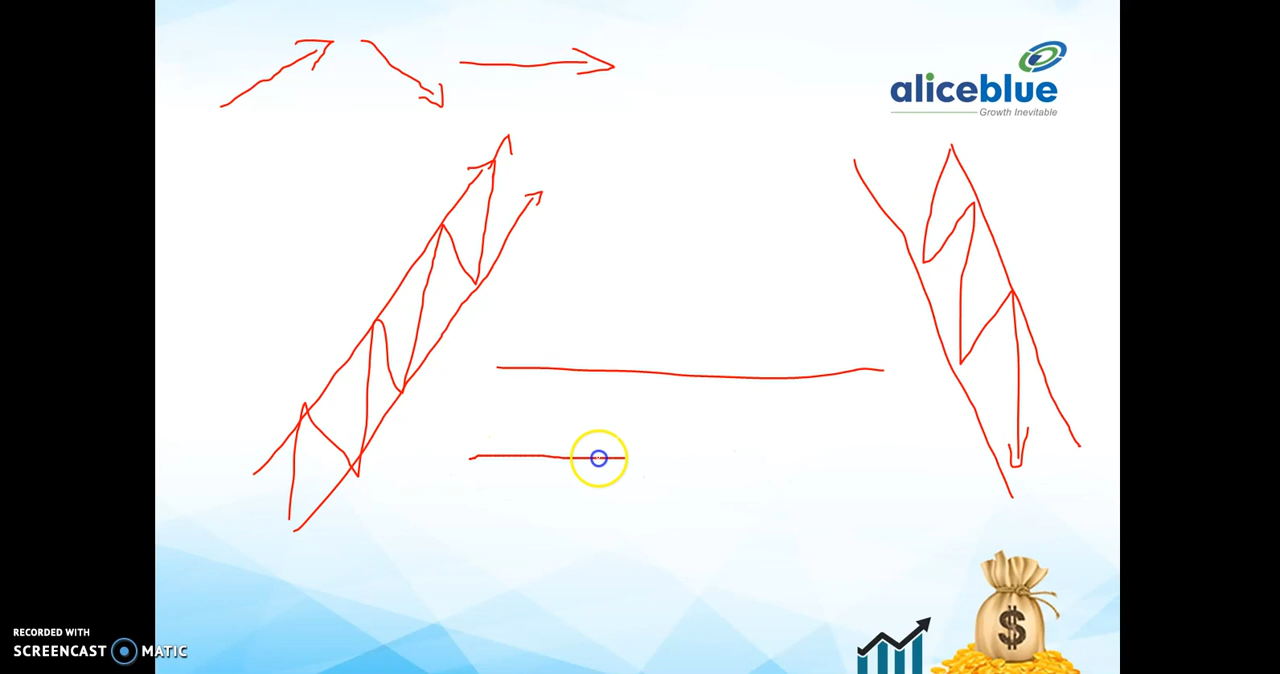 aliceblue
Growth Inevitable
$
RECORDED WITH
SCREENCAST MATIC